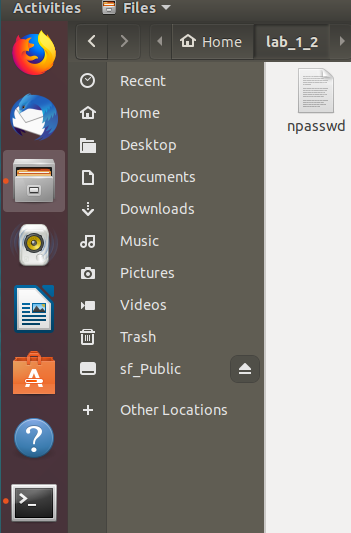 Activities
Files
Home
lab_1_2
Recent
npasswd
Home
Desktop
Documents
Downloads
Music
Pictures
Videos
Trash
sf_Public
Other Locations